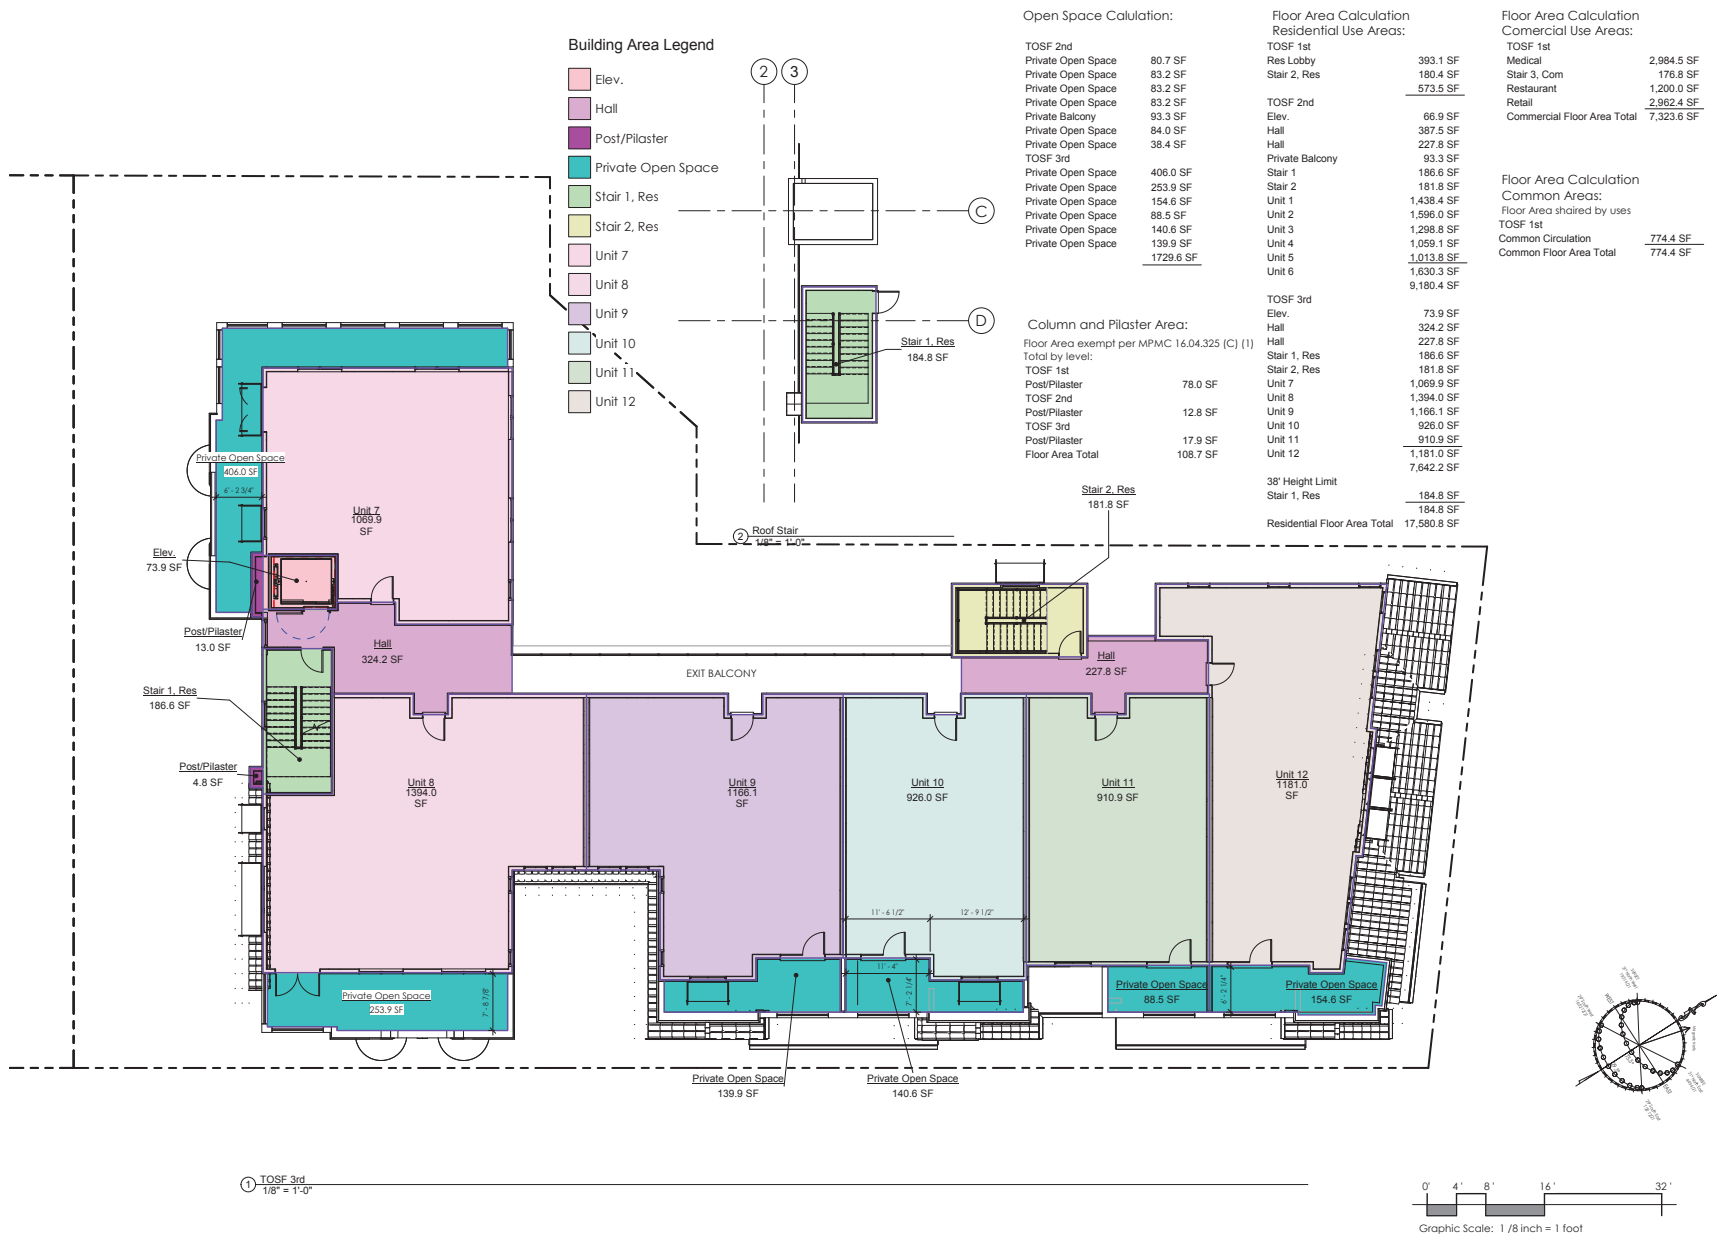 Building Area Legend
Elev.
Hall
Post/Pilaster
Private Open Space
Stair 1, Res
Stair 2, Res
Unit 7
Unit 8
Unit 9
Unit 10
Unit 11
Unit 12
2
3
C
D
Stair 1, Res
184.8 SF
2
Roof Stair
1/8" = 1'-0"
Open Space Calulation:
TOSF 2nd
Private Open Space 80.7 SF
Private Open Space 83.2 SF
Private Open Space 83.2 SF
Private Open Space 83.2 SF
Private Balcony 93.3 SF
Private Open Space 84.0 SF
Private Open Space 38.4 SF
TOSF 3rd
Private Open Space 406.0 SF
Private Open Space 253.9 SF
Private Open Space 154.6 SF
Private Open Space 88.5 SF
Private Open Space 140.6 SF
Private Open Space 139.9 SF
1729.6 SF
Column and Pilaster Area:
Floor Area exempt per MPMC 16.04.325 (C) (1)
Total by level:
TOSF 1st
Post/Pilaster 78.0 SF
TOSF 2nd
Post/Pilaster 12.8 SF
TOSF 3rd
Post/Pilaster 17.9 SF
Floor Area Total 108.7 SF
Floor Area Calculation
Residential Use Areas:
TOSF 1st
Res Lobby 393.1 SF
Stair 2, Res 180.4 SF
573.5 SF
TOSF 2nd
Elev. 66.9 SF
Hall 387.5 SF
Hall 227.8 SF
Private Balcony 93.3 SF
Stair 1 186.6 SF
Stair 2 181.8 SF
Unit 1 1,438.4 SF
Unit 2 1,596.0 SF
Unit 3 1,298.8 SF
Unit 4 1,059.1 SF
Unit 5 1,013.8 SF
Unit 6 1,630.3 SF
9,180.4 SF
TOSF 3rd
Elev. 73.9 SF
Hall 324.2 SF
Hall 227.8 SF
Stair 1, Res 186.6 SF
Stair 2, Res 181.8 SF
Unit 7 1,069.9 SF
Unit 8 1,394.0 SF
Unit 9 1,166.1 SF
Unit 10 926.0 SF
Unit 11 910.9 SF
Unit 12 1,181.0 SF
7,642.2 SF
38' Height Limit
Stair 1, Res 184.8 SF
184.8 SF
Residential Floor Area Total 17,580.8 SF
Floor Area Calculation
Comercial Use Areas:
TOSF 1st
Medical 2,984.5 SF
Stair 3, Com 176.8 SF
Restaurant 1,200.0 SF
Retail 2,962.4 SF
Commercial Floor Area Total 7,323.6 SF
Floor Area Calculation
Common Areas:
Floor Area shaired by uses
TOSF 1st
Common Circulation 774.4 SF
Common Floor Area Total 774.4 SF
Private Open Space
406.0 SF
6' - 2 3/4"
Unit 7
1069.9
SF
Elev.
73.9 SF
Post/Pilaster
13.0 SF
Hall
324.2 SF
Stair 1, Res
186.6 SF
Post/Pilaster
4.8 SF
EXIT BALCONY
Stair 2, Res
181.8 SF
Hall
227.8 SF
Unit 8
1394.0
SF
Unit 9
1166.1
SF
Unit 10
926.0 SF
Unit 11
910.9 SF
Unit 12
1181.0
SF
11' - 6 1/2"
12' - 9 1/2"
11' - 4"
7' - 2 1/4"
6' - 2 1/4"
7' - 8 7/8"
Private Open Space
253.9 SF
Private Open Space
88.5 SF
Private Open Space
154.6 SF
Private Open Space
139.9 SF
Private Open Space
140.6 SF
1
TOSF 3rd
1/8" = 1'-0"
0' 4' 8' 16' 32'
Graphic Scale: 1/8 inch = 1 foot